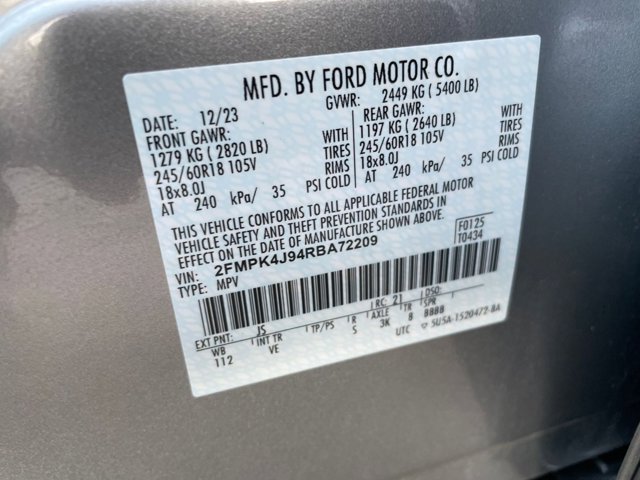 MFD. BY FORD MOTOR CO.
DATE: 12/23 GVWR: 2449 KG ( 5400 LB)
FRONT GAWR: REAR GAWR:
1279 KG ( 2820 LB) WITH 1197 KG ( 2640 LB) WITH
245/60R18 105V TIRES 245/60R18 105V TIRES
18x8.0J RIMS 18x8.0J RIMS
AT 240 kPa/ 35 PSI COLD AT 240 kPa/ 35 PSI COLD
THIS VEHICLE CONFORMS TO ALL APPLICABLE FEDERAL MOTOR
VEHICLE SAFETY AND THEFT PREVENTION STANDARDS IN
EFFECT ON THE DATE OF MANUFACTURE SHOWN ABOVE.
2FMPK4J94RBA72209 F0125
TYPE: MPV T0434
EXT PNT: JS RC: 21 DSO:
WB INT TR TP/PS R AXLE TR SPR
112 VE S 3K 8 BBBB
UTC 5U5A-1520472-BA